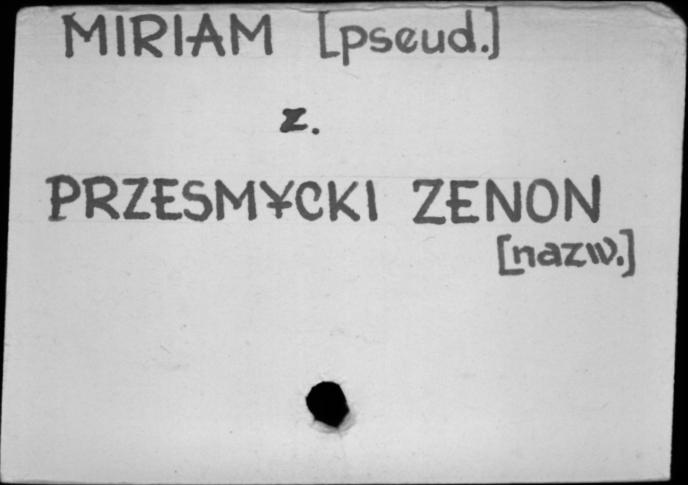 MIRIAM [pseud.]
z.
PRZESMYCKI ZENON
[nazw.]